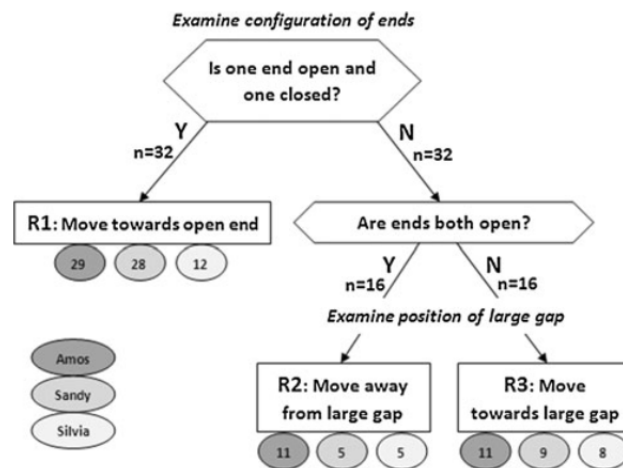 Examine configuration of ends
Is one end open and
one closed?
Y
N
n=32
n=32
R1: Move towards open end
Are ends both open?
29
28
12
Y
N
n=16
n=16
Examine position of large gap
Amos
Sandy
Silvia
R2: Move away
from large gap
R3: Move
towards large gap
11
5
5
11
9
8